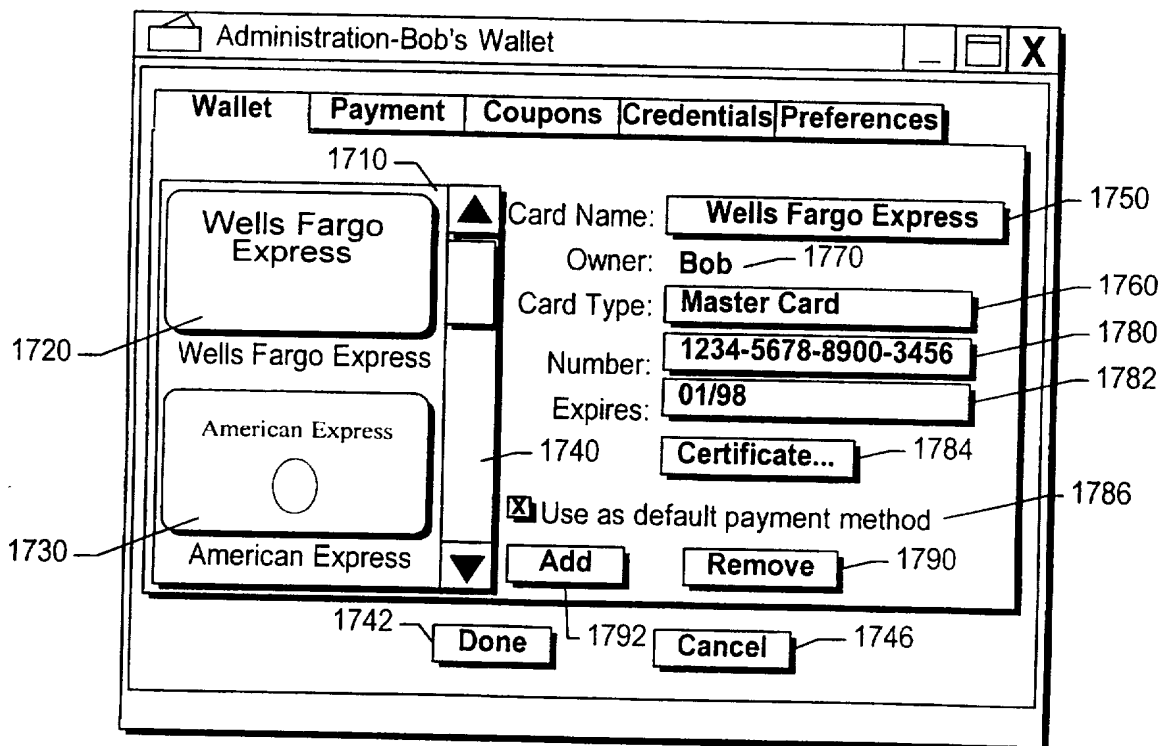 Administration-Bob's Wallet _ X
Wallet Payment Coupons Credentials Preferences
1710
Wells Fargo
Express
1720
Wells Fargo Express
American Express
1730
American Express
1740
Card Name: Wells Fargo Express 1750
Owner: Bob 1770
Card Type: Master Card 1760
Number: 1234-5678-8900-3456 1780
Expires: 01/98 1782
Certificate... 1784
X Use as default payment method 1786
Add Remove 1790
1742 Done 1792 Cancel 1746